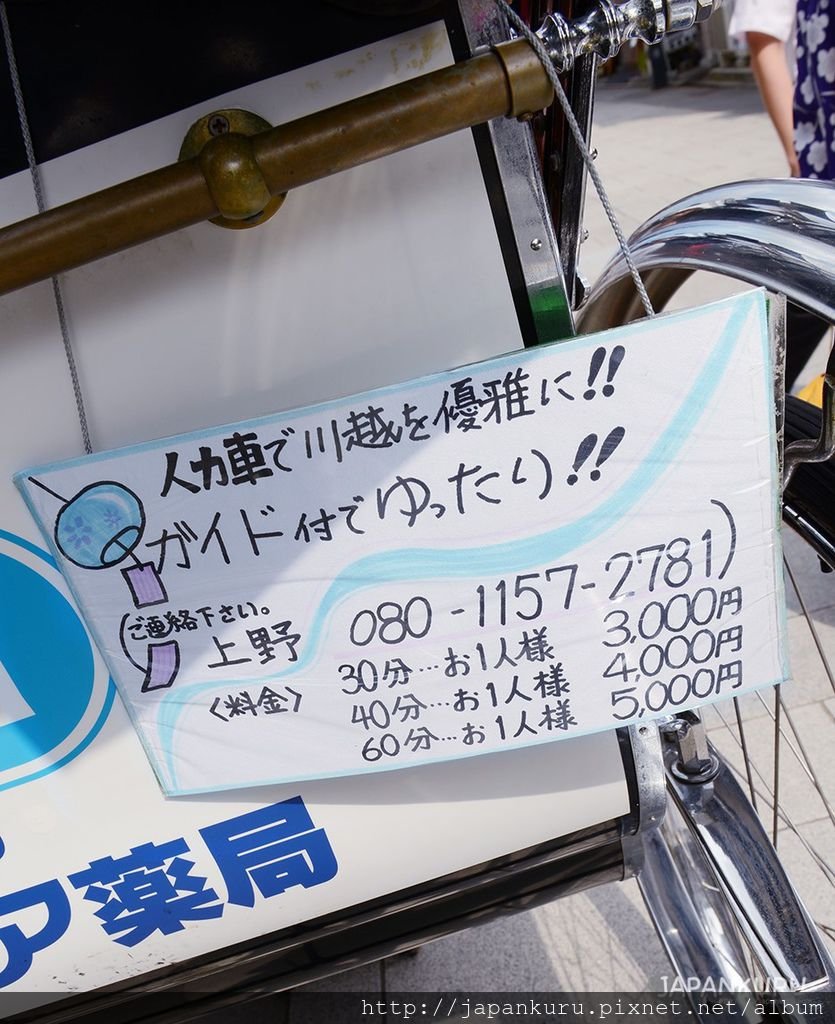 人力車で川越を優雅に!!
ガイド付でゆったり!!
(ご連絡下さい。
上野 080-1157-2781)
〈料金〉 30分…お1人様 3,000円
40分…お1人様 4,000円
60分…お1人様 5,000円
ア薬局
JAPANKURU
http://japankuru.pixnet.net/album